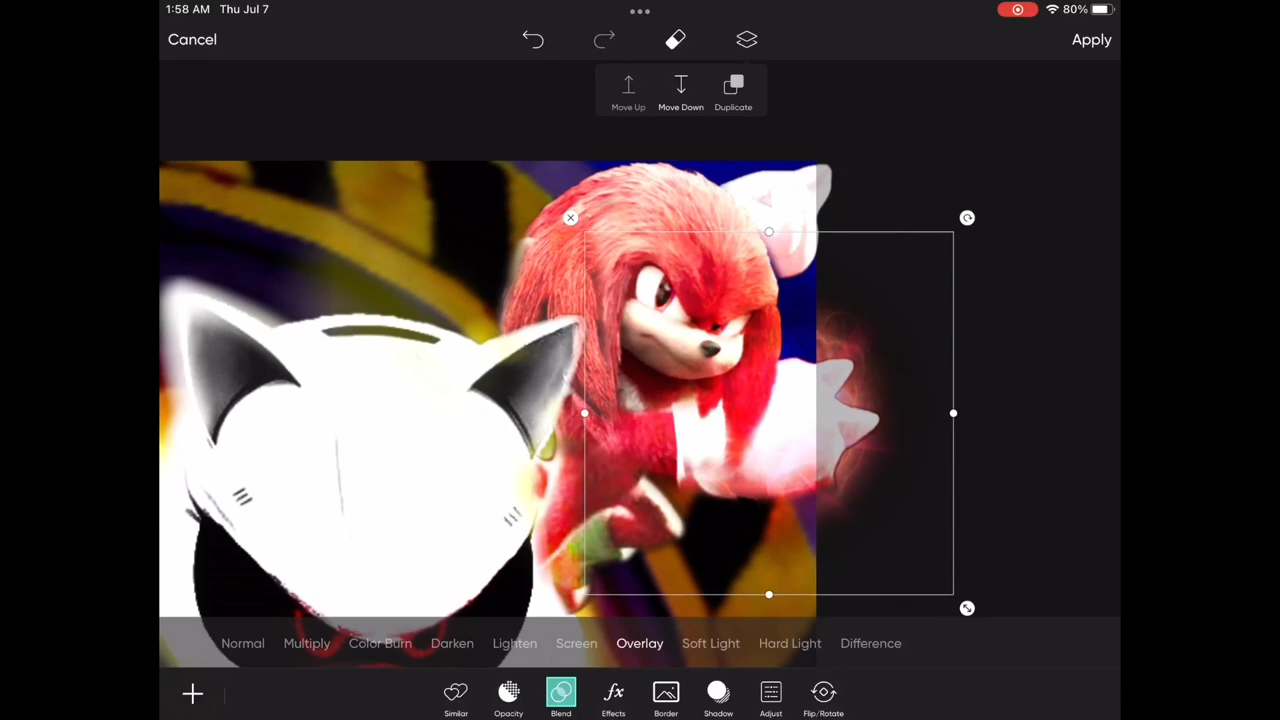 1:58 AM Thu Jul 7
80%
Cancel
Apply
Move Up Move Down Duplicate
Normal Multiply Color Burn Darken Lighten Screen Overlay Soft Light Hard Light Difference
Similar Opacity Blend Effects Border Shadow Adjust Flip/Rotate